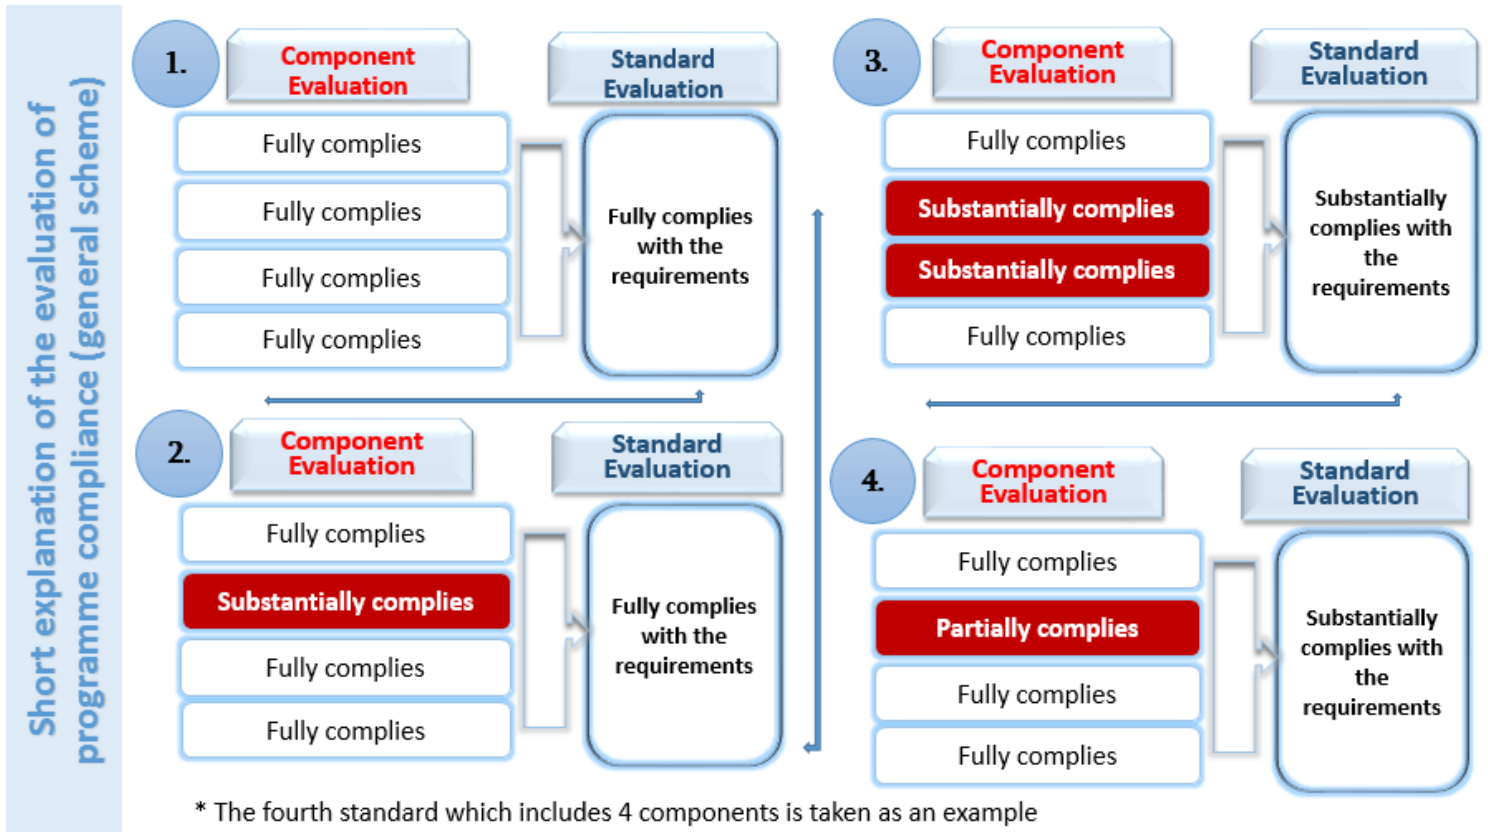 Short explanation of the evaluation of
programme compliance (general scheme)
1.
Component
Evaluation
Standard
Evaluation
Fully complies
Fully complies
Fully complies
Fully complies
Fully complies
with the
requirements
2.
Component
Evaluation
Standard
Evaluation
Fully complies
Substantially complies
Fully complies
Fully complies
Fully complies
with the
requirements
3.
Component
Evaluation
Standard
Evaluation
Fully complies
Substantially complies
Substantially complies
Fully complies
Substantially
complies with
the
requirements
4.
Component
Evaluation
Standard
Evaluation
Fully complies
Partially complies
Fully complies
Fully complies
Substantially
complies with
the
requirements
* The fourth standard which includes 4 components is taken as an example